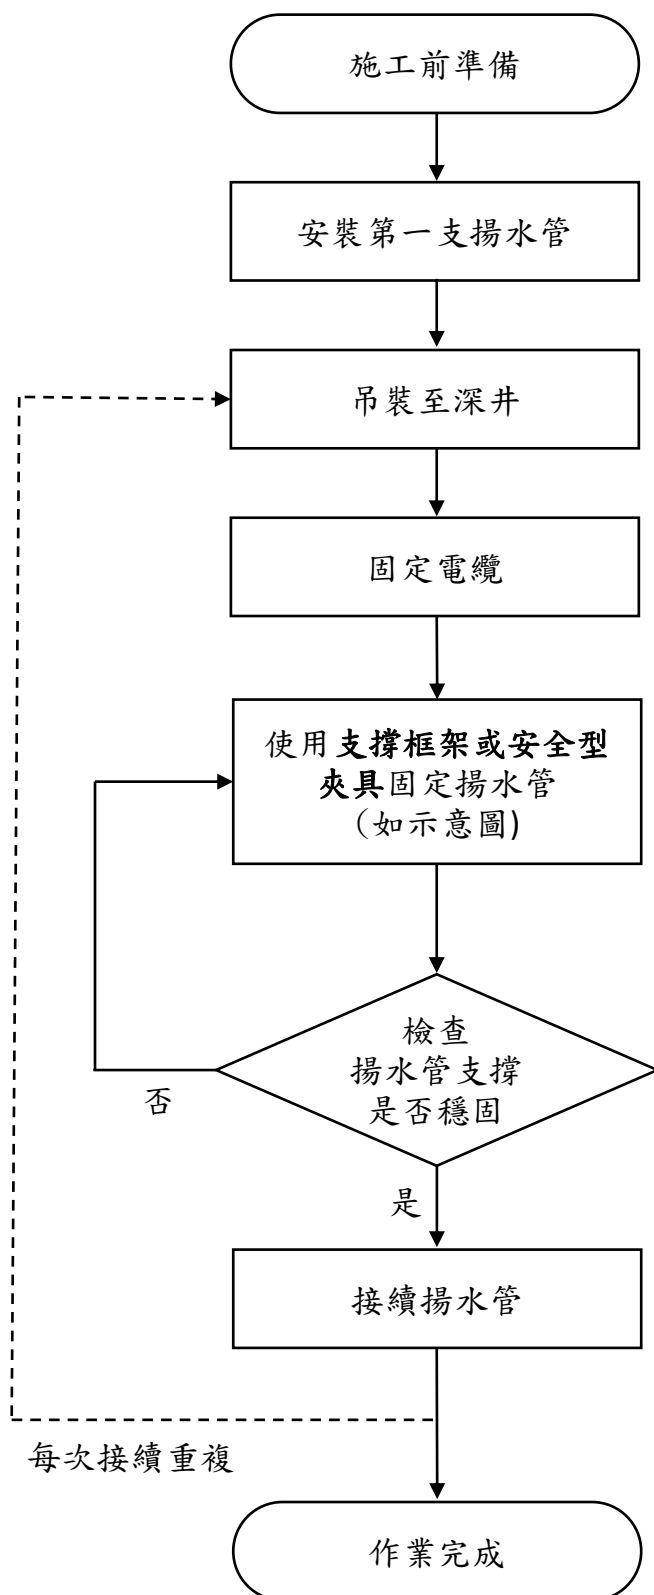 施工前準備
安裝第一支揚水管
吊裝至深井
固定電纜
使用支撐框架或安全型
夾具固定揚水管
（如示意圖)
檢查
揚水管支撐
是否穩固
否
是
接續揚水管
每次接續重複
作業完成